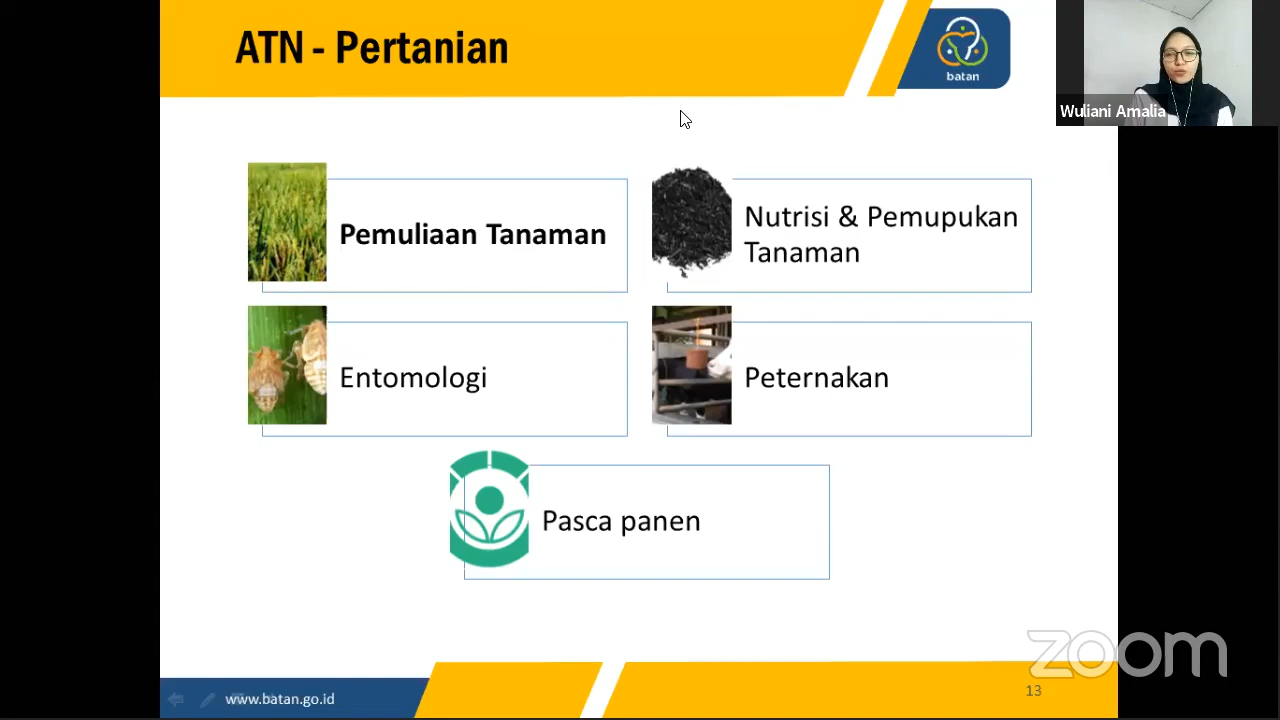 ATN - Pertanian
batan
Wuliani Amalia
Pemuliaan Tanaman
Nutrisi & Pemupukan
Tanaman
Entomologi
Peternakan
Pasca panen
zoom
www.batan.go.id
13